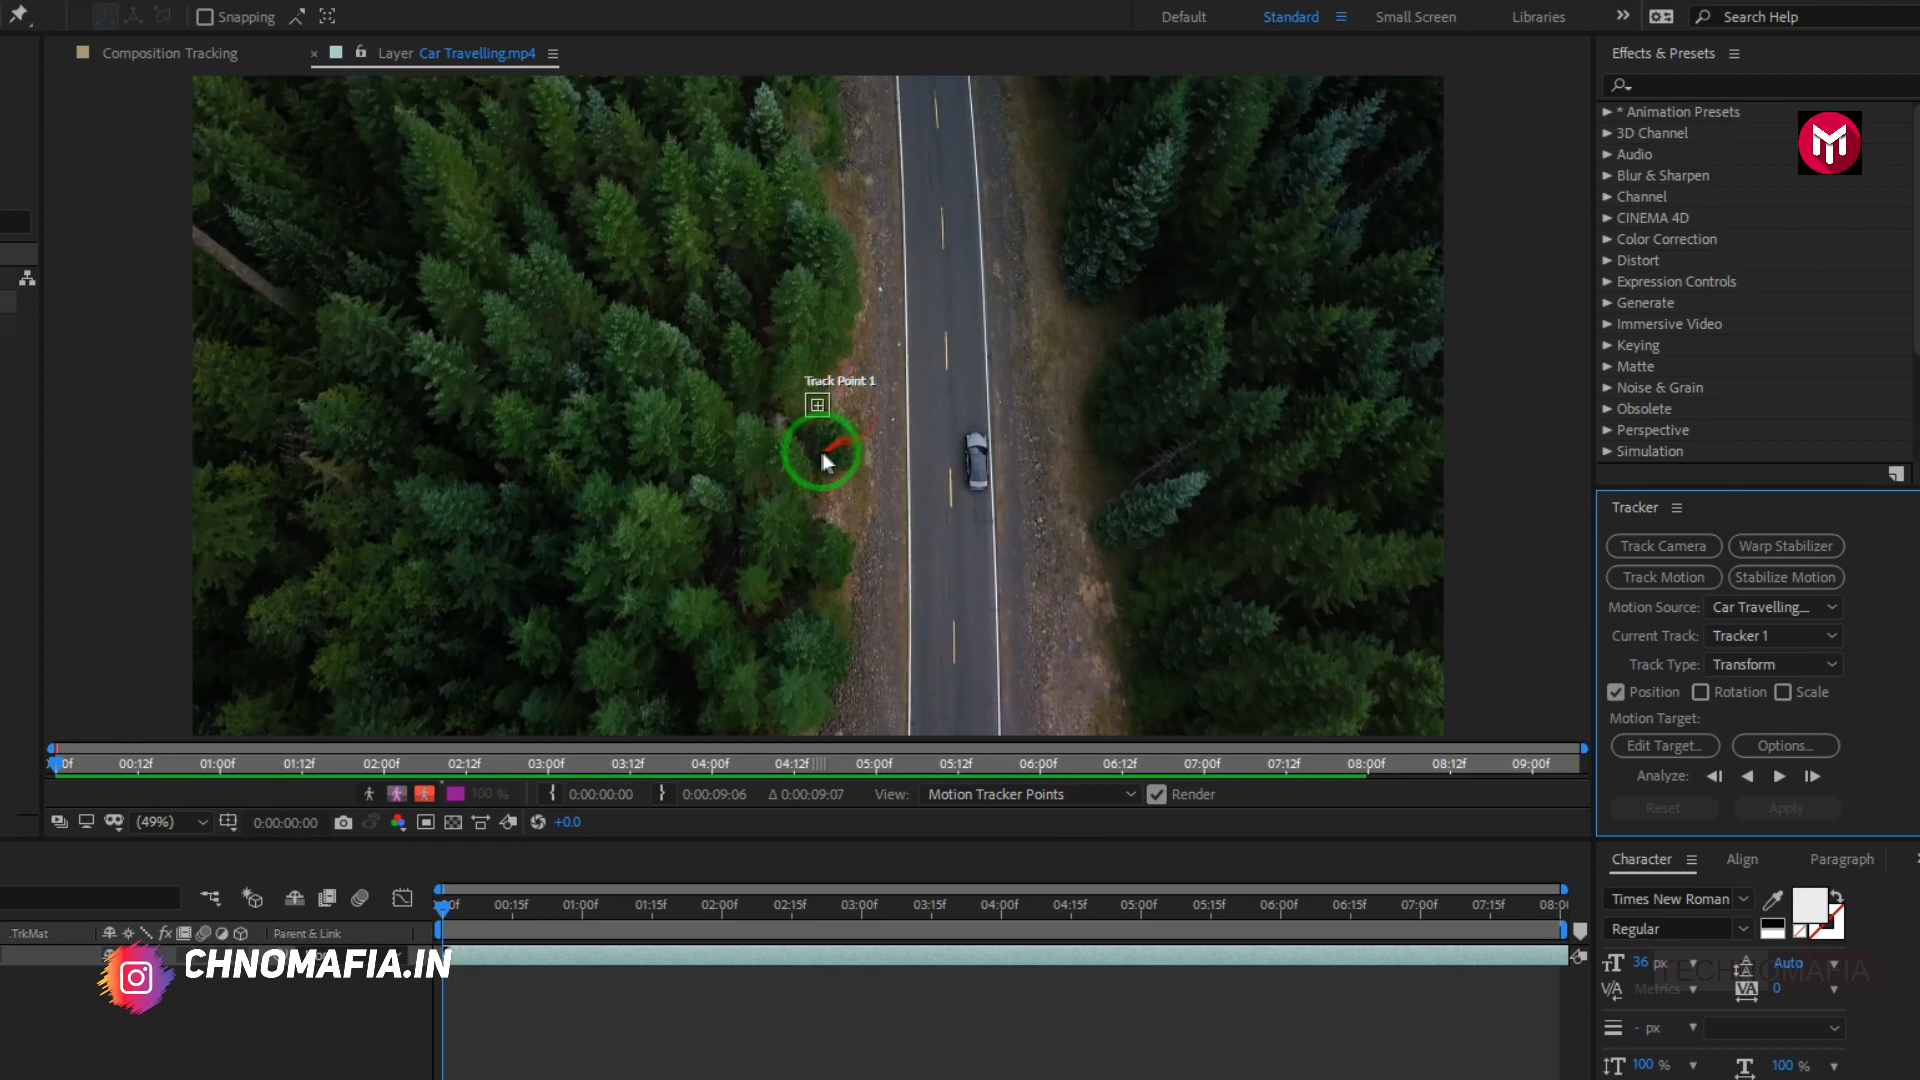 Snapping
Default
Standard
Small Screen
Libraries
Search Help
Composition Tracking
× Layer Car Travelling.mp4
Effects & Presets
* Animation Presets
3D Channel
Audio
Blur & Sharpen
Channel
CINEMA 4D
Color Correction
Distort
Expression Controls
Generate
Immersive Video
Keying
Matte
Noise & Grain
Obsolete
Perspective
Simulation
Track Point 1
Tracker
Track Camera Warp Stabilizer
Track Motion Stabilize Motion
Motion Source: Car Travelling...
Current Track: Tracker 1
Track Type: Transform
Position Rotation Scale
Motion Target:
Edit Target... Options...
Analyze:
Reset Apply
00:12f 01:00f 01:12f 02:00f 02:12f 03:00f 03:12f 04:00f 04:12f 05:00f 05:12f 06:00f 06:12f 07:00f 07:12f 08:00f 08:12f 09:00f
100 % { 0:00:00:00 } 0:00:09:06 Δ 0:00:09:07 View: Motion Tracker Points Render
(49%) 0:00:00:00 +0.0
00:15f 01:00f 01:15f 02:00f 02:15f 03:00f 03:15f 04:00f 04:15f 05:00f 05:15f 06:00f 06:15f 07:00f 07:15f
.TrkMat fx Parent & Link
CHNOMAFIA.IN
Character Align Paragraph
Times New Roman
Regular
36 px Auto
TECHNOMAFIA
Metrics 0
- px
100 % 100 %